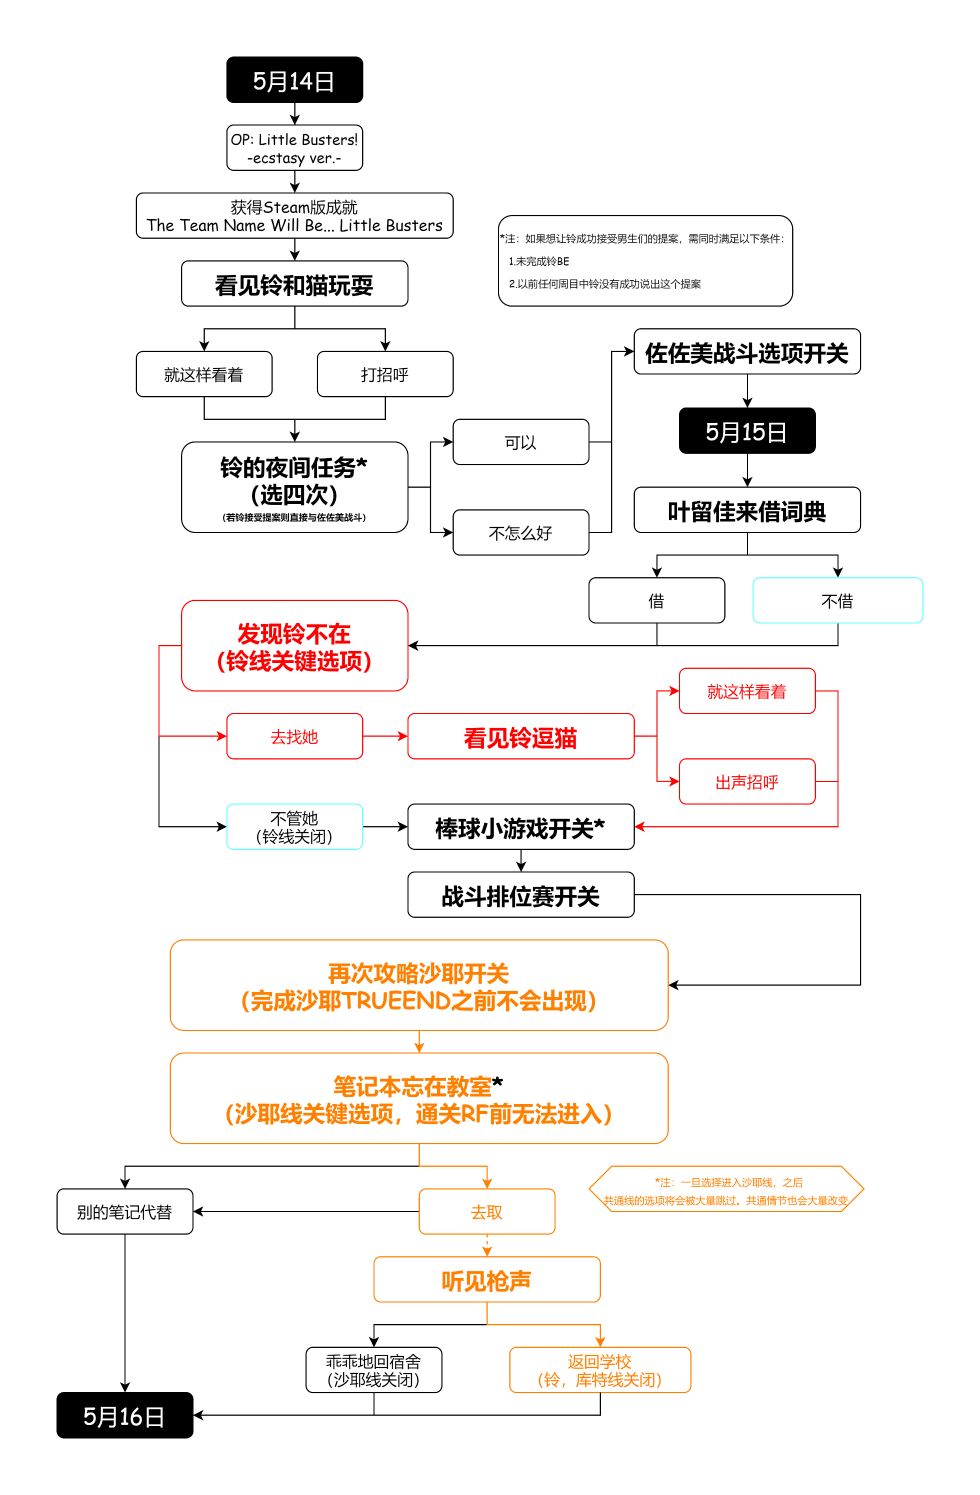 5月14日
OP: Little Busters!
-ecstasy ver.-
获得Steam版成就
The Team Name Will Be... Little Busters
*注：如果想让铃成功接受男生们的提案，需同时满足以下条件：
1.未完成铃BE
2.以前任何周目中铃没有成功说出这个提案
看见铃和猫玩耍
就这样看着
打招呼
铃的夜间任务*
（选四次）
（若铃接受提案则直接与佐佐美战斗）
可以
不怎么好
佐佐美战斗选项开关
5月15日
叶留佳来借词典
借
不借
发现铃不在
（铃线关键选项）
去找她
看见铃逗猫
就这样看着
出声招呼
不管她
（铃线关闭）
棒球小游戏开关*
战斗排位赛开关
再次攻略沙耶开关
（完成沙耶TRUEEND之前不会出现）
笔记本忘在教室*
（沙耶线关键选项，通关RF前无法进入）
*注：一旦选择进入沙耶线，之后
共通线的选项将会被大量跳过。共通情节也会大量改变
别的笔记代替
去取
听见枪声
乖乖地回宿舍
（沙耶线关闭）
返回学校
（铃，库特线关闭）
5月16日